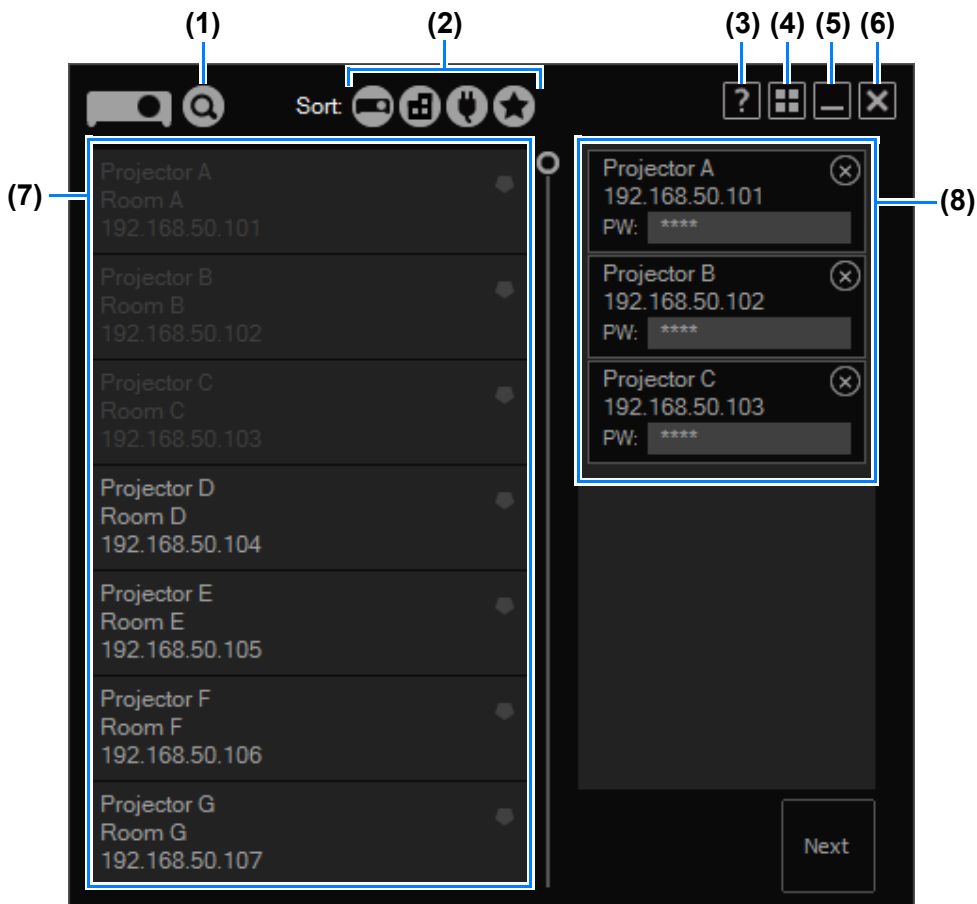 (1)
(2)
(3)
(4)
(5)
(6)
Sort:
?
(7)
Projector A
Room A
192.168.50.101
Projector B
Room B
192.168.50.102
Projector C
Room C
192.168.50.103
Projector D
Room D
192.168.50.104
Projector E
Room E
192.168.50.105
Projector F
Room F
192.168.50.106
Projector G
Room G
192.168.50.107
(8)
Projector A
192.168.50.101
PW: ****
Projector B
192.168.50.102
PW: ****
Projector C
192.168.50.103
PW: ****
Next